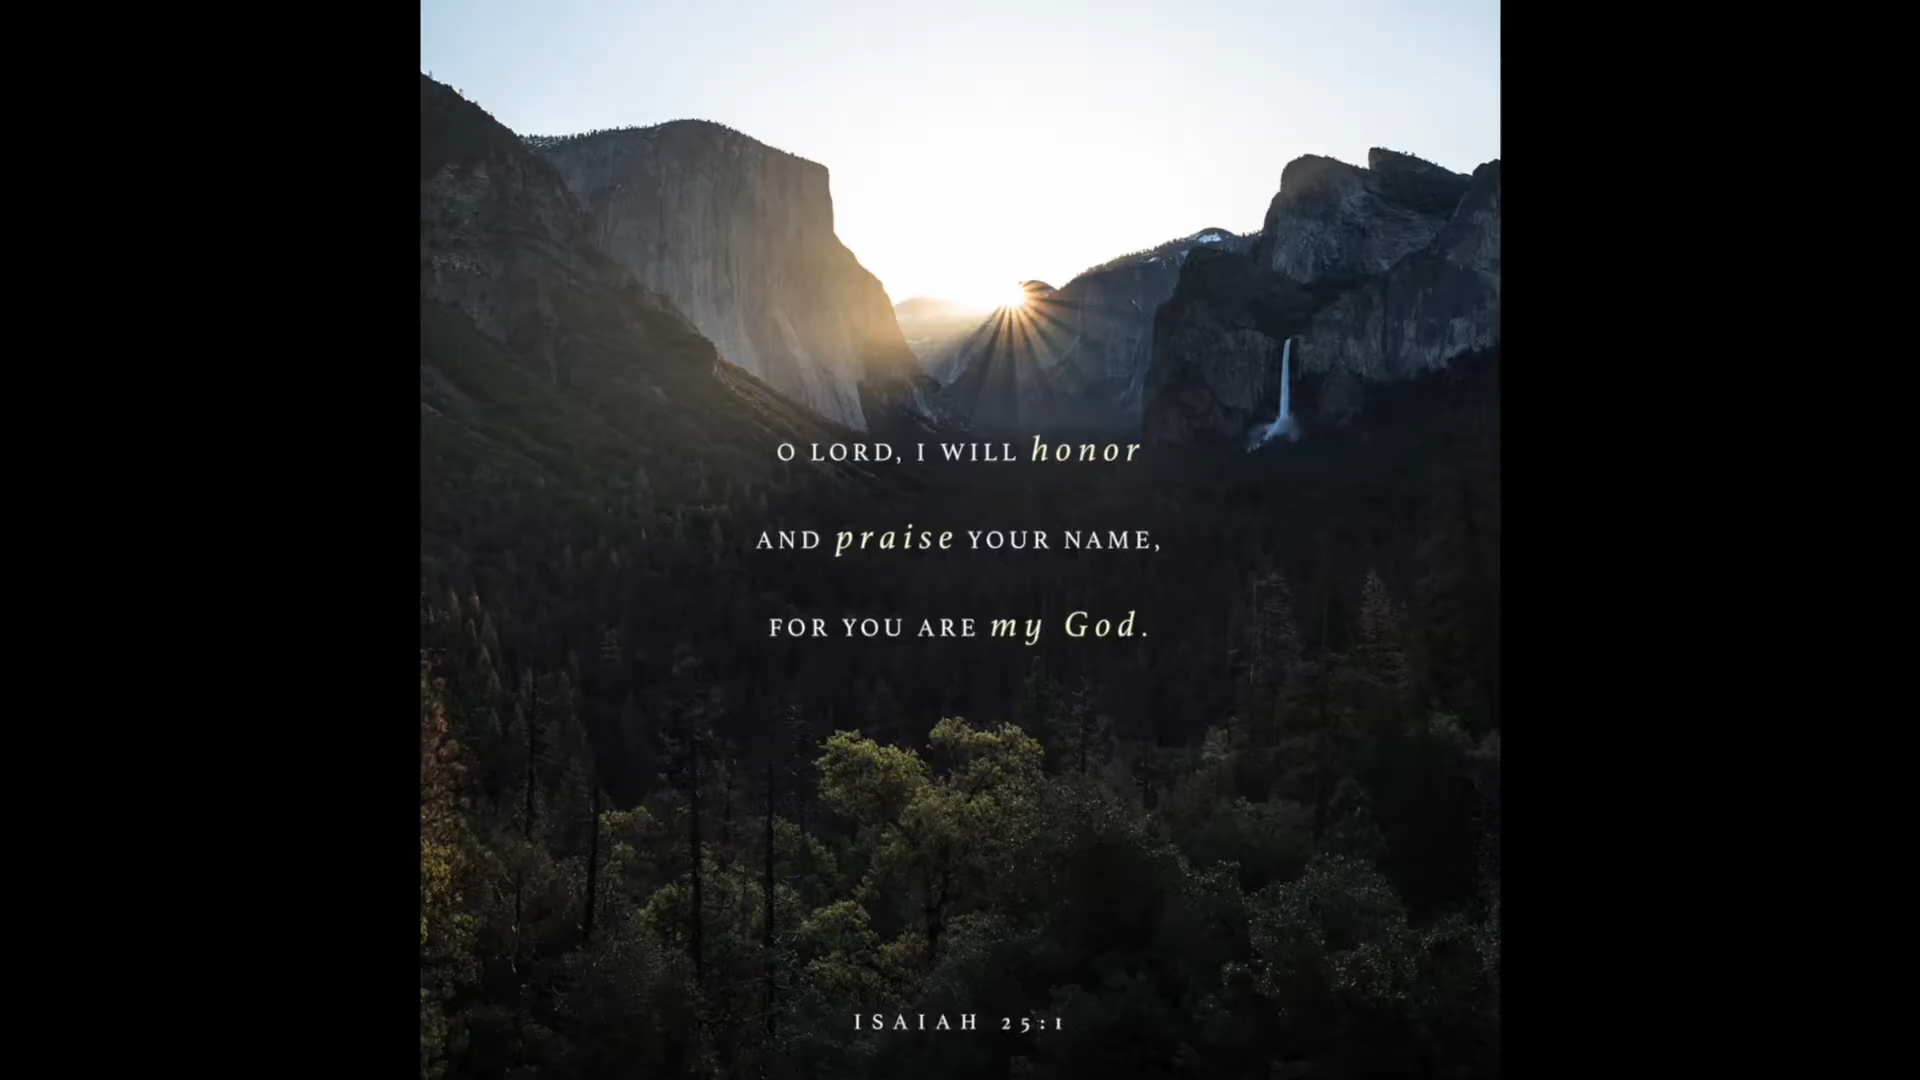 O LORD, I WILL honor
AND praise YOUR NAME,
FOR YOU ARE my God.
ISAIAH 25:1